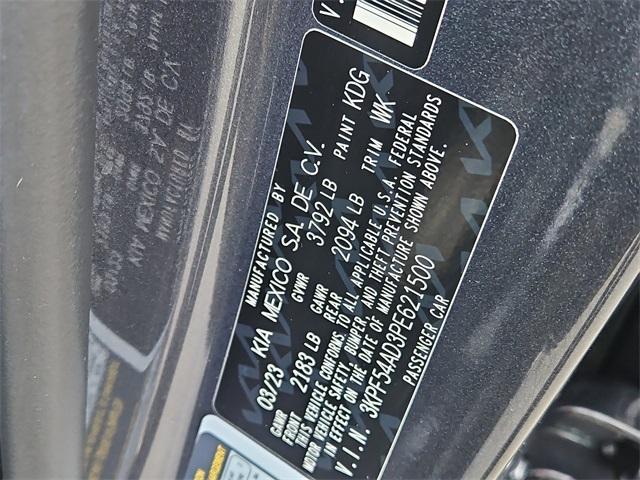 V.
MANUFACTURED BY
03/23 KIA MEXICO S.A. DE C.V.
GVWR 3792 LB PAINT KDG
GAWR FRONT 2183 LB GAWR REAR 2094 LB TRIM WK
THIS VEHICLE CONFORMS TO ALL APPLICABLE U.S.A. FEDERAL
MOTOR VEHICLE SAFETY, BUMPER, AND THEFT PREVENTION STANDARDS
IN EFFECT ON THE DATE OF MANUFACTURE SHOWN ABOVE.
V.I.N. 3KPF54AD3PE621500
PASSENGER CAR